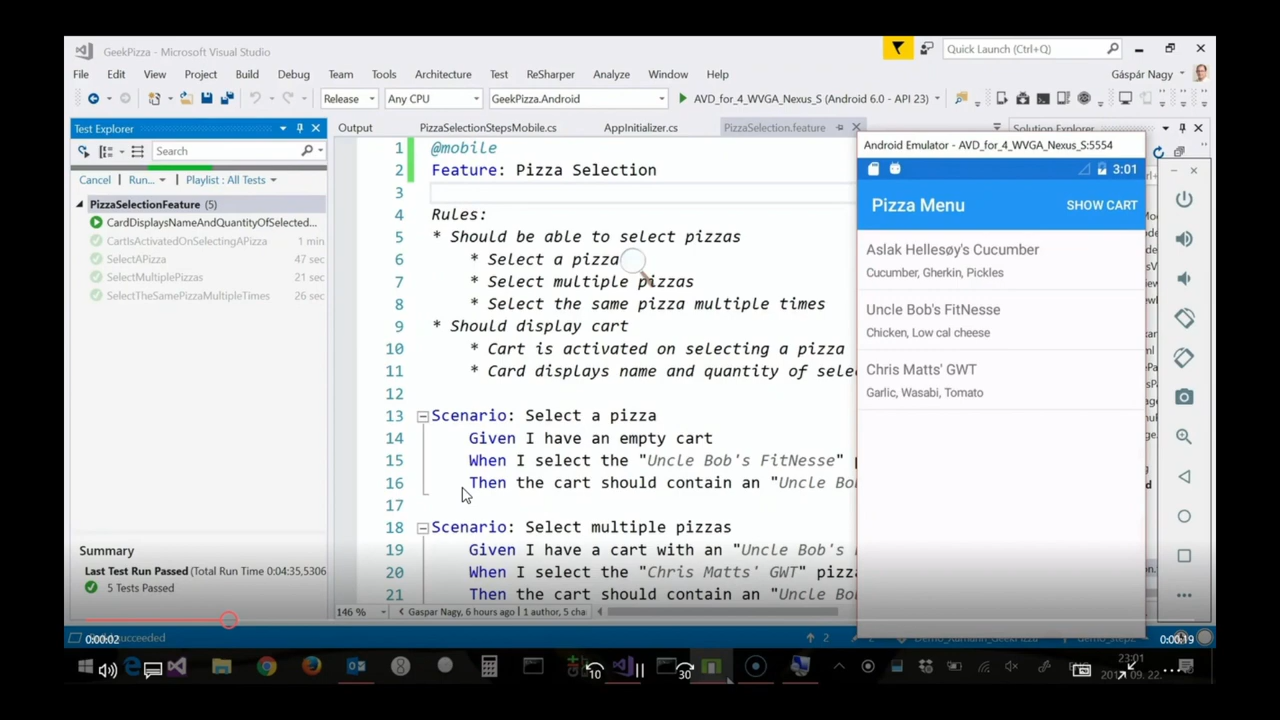 GeekPizza - Microsoft Visual Studio
Quick Launch (Ctrl+Q)
File Edit View Project Build Debug Team Tools Architecture Test ReSharper Analyze Window Help
Gáspár Nagy
Release Any CPU GeekPizza.Android AVD_for_4_WVGA_Nexus_S (Android 6.0 - API 23)
Test Explorer
Search
Cancel Run... Playlist : All Tests
PizzaSelectionFeature (5)
CardDisplaysNameAndQuantityOfSelected...
CartIsActivatedOnSelectingAPizza 1 min
SelectAPizza 47 sec
SelectMultiplePizzas 21 sec
SelectTheSamePizzaMultipleTimes 26 sec
Summary
Last Test Run Passed (Total Run Time 0:04:35,5306
5 Tests Passed
Output PizzaSelectionStepsMobile.cs AppInitializer.cs PizzaSelection.feature
Solution Explorer
1 @mobile
2 Feature: Pizza Selection
3
4 Rules:
5 * Should be able to select pizzas
6 * Select a pizza
7 * Select multiple pizzas
8 * Select the same pizza multiple times
9 * Should display cart
10 * Cart is activated on selecting a pizza
11 * Card displays name and quantity of selec
12
13 Scenario: Select a pizza
14 Given I have an empty cart
15 When I select the "Uncle Bob's FitNesse" p
16 Then the cart should contain an "Uncle Bo
17
18 Scenario: Select multiple pizzas
19 Given I have a cart with an "Uncle Bob's
20 When I select the "Chris Matts' GWT" pizza
21 Then the cart should contain an "Uncle Bo
146 % Gaspar Nagy, 6 hours ago | 1 author, 5 cha
Android Emulator - AVD_for_4_WVGA_Nexus_S:5554
3:01
Pizza Menu SHOW CART
Aslak Hellesøy's Cucumber
Cucumber, Gherkin, Pickles
Uncle Bob's FitNesse
Chicken, Low cal cheese
Chris Matts' GWT
Garlic, Wasabi, Tomato
0:00:02
succeeded
2
0:00:19
10
30
23:01